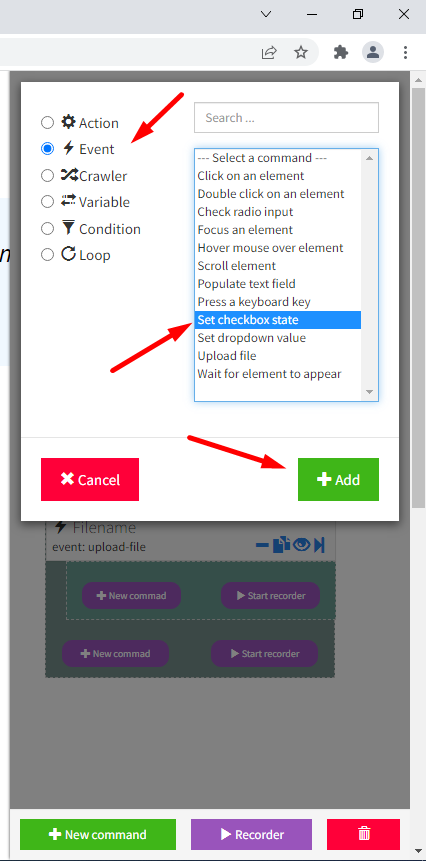 Search ...
Action
Event
Crawler
Variable
Condition
Loop
--- Select a command ---
Click on an element
Double click on an element
Check radio input
Focus an element
Hover mouse over element
Scroll element
Populate text field
Press a keyboard key
Set checkbox state
Set dropdown value
Upload file
Wait for element to appear
n
Cancel
Add
Filename
event: upload-file
New commad
Start recorder
New commad
Start recorder
New command
Recorder